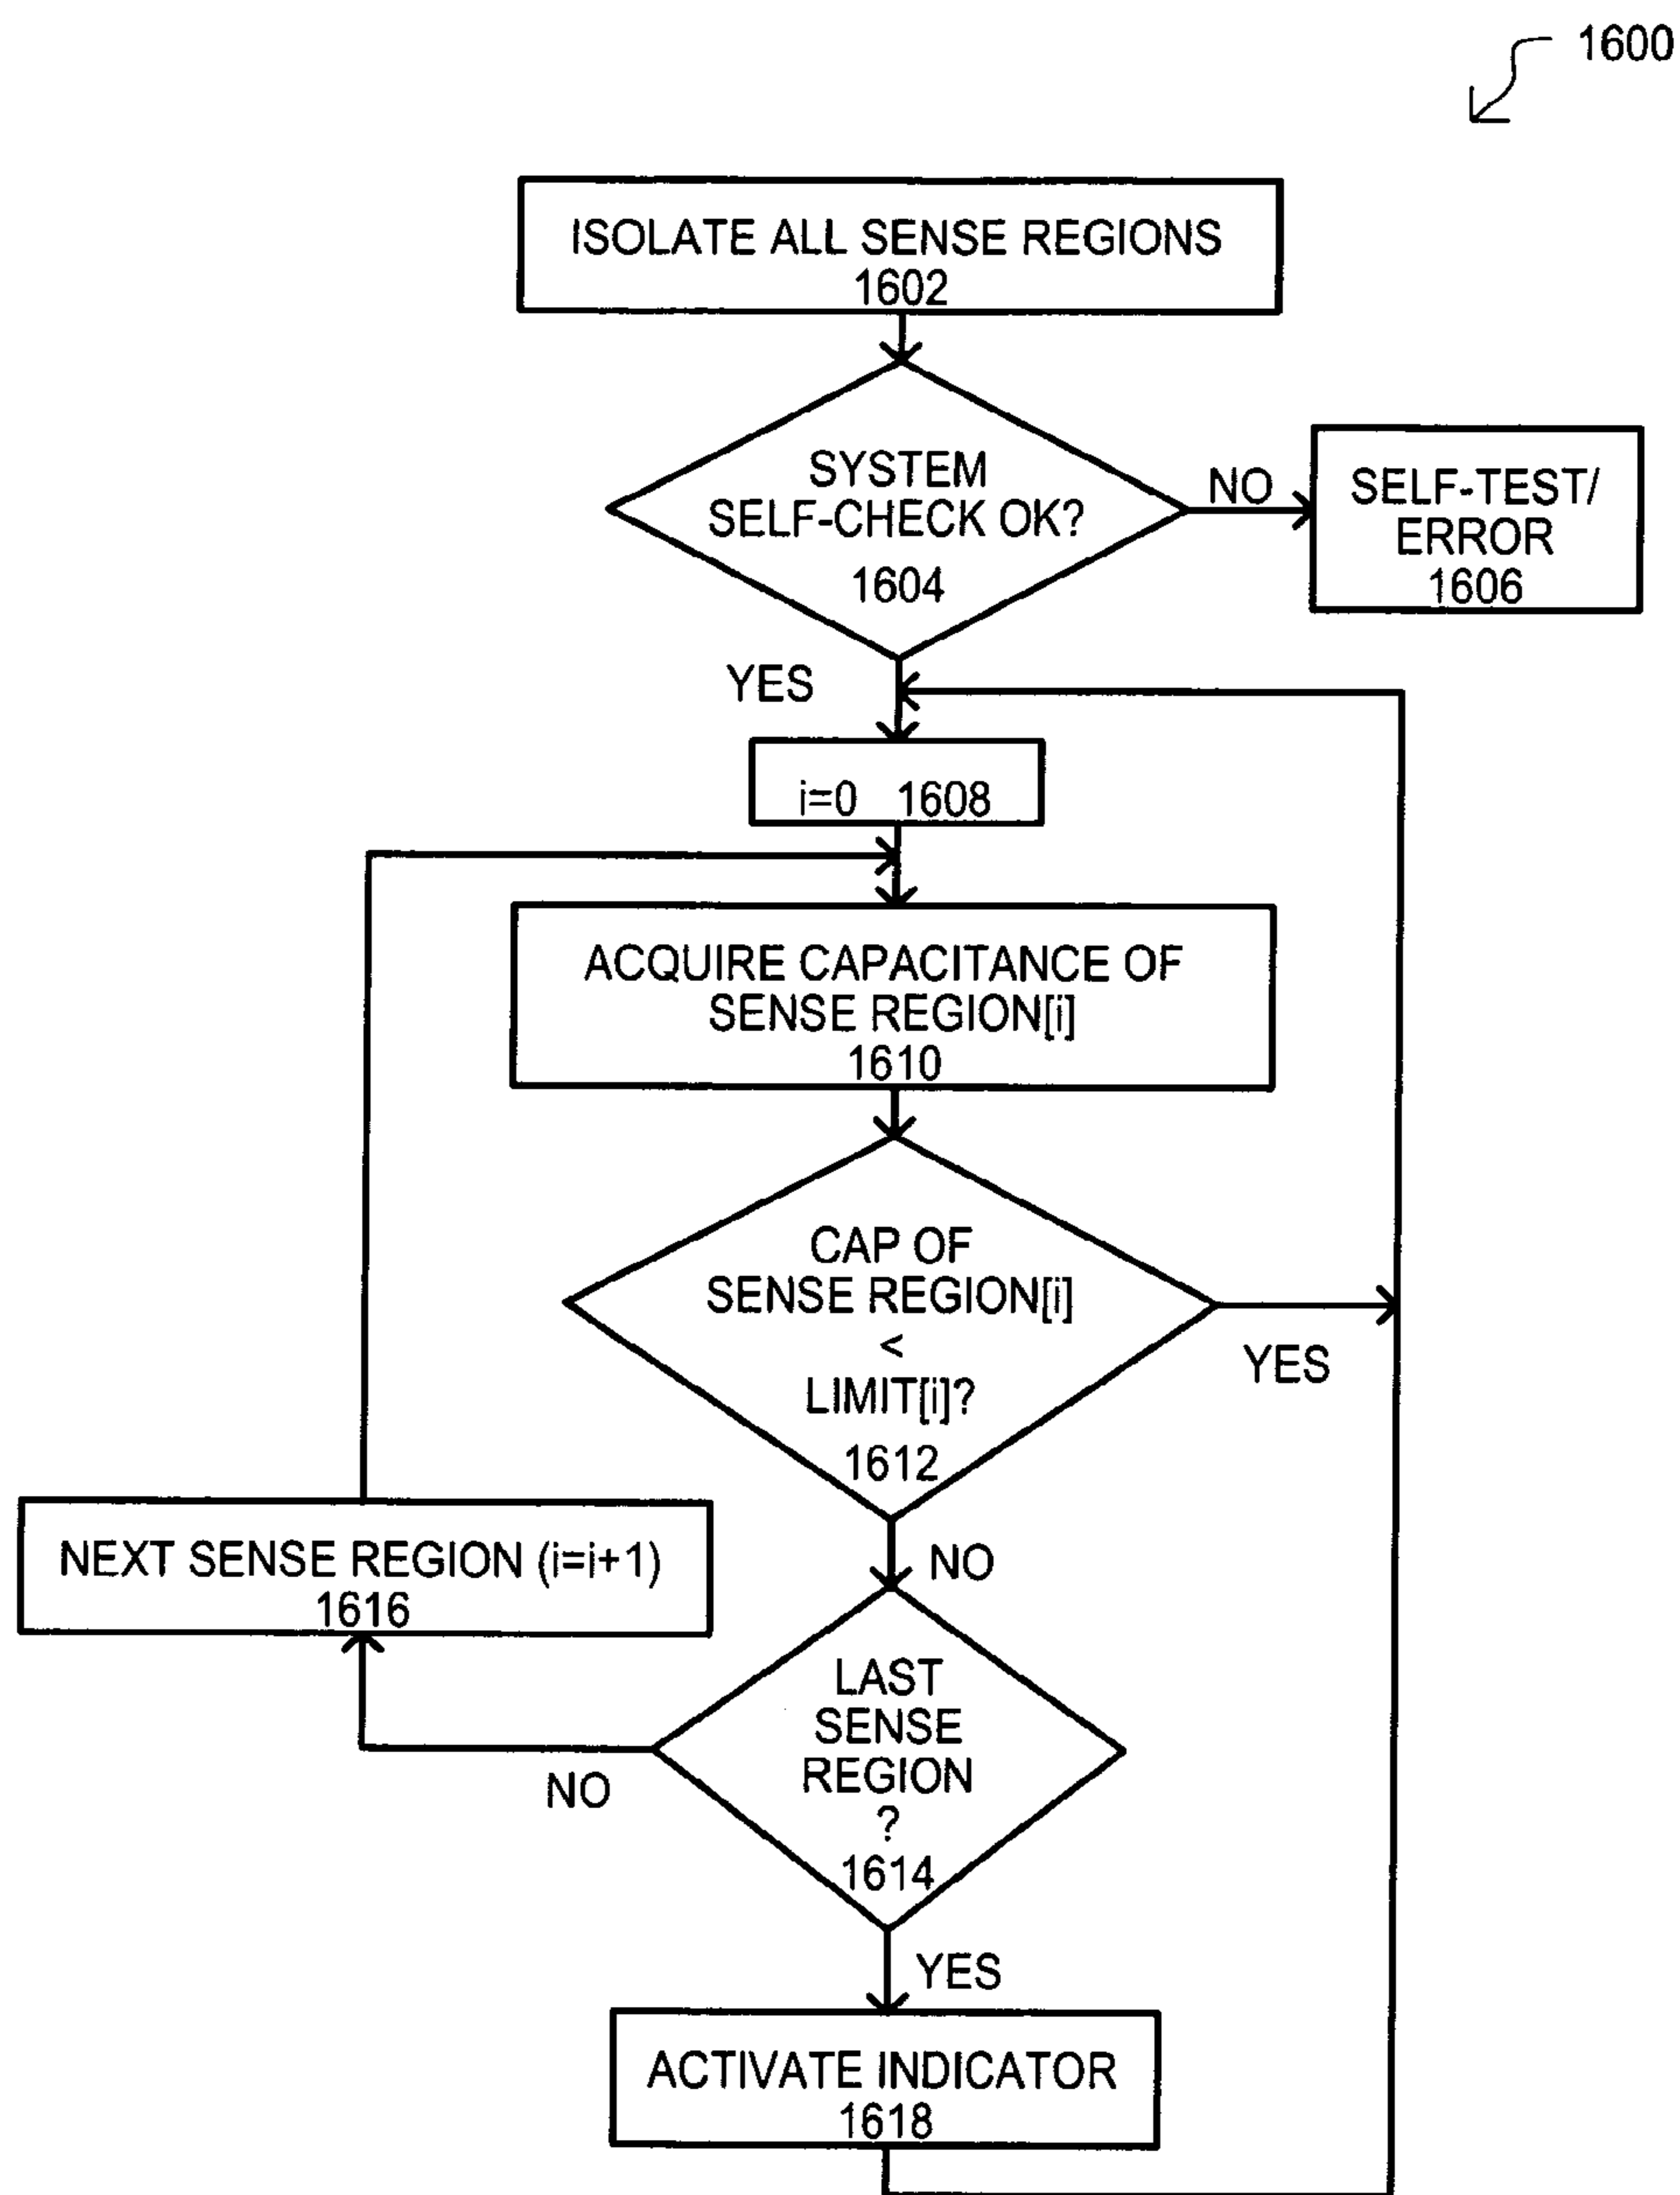 1600
ISOLATE ALL SENSE REGIONS
1602
SYSTEM
SELF-CHECK OK?
1604
NO
SELF-TEST/
ERROR
1606
YES
i=0 1608
ACQUIRE CAPACITANCE OF
SENSE REGION[i]
1610
CAP OF
SENSE REGION[i]
<
LIMIT[i]?
1612
YES
NO
NEXT SENSE REGION (i=i+1)
1616
LAST
SENSE
REGION
?
1614
NO
YES
ACTIVATE INDICATOR
1618